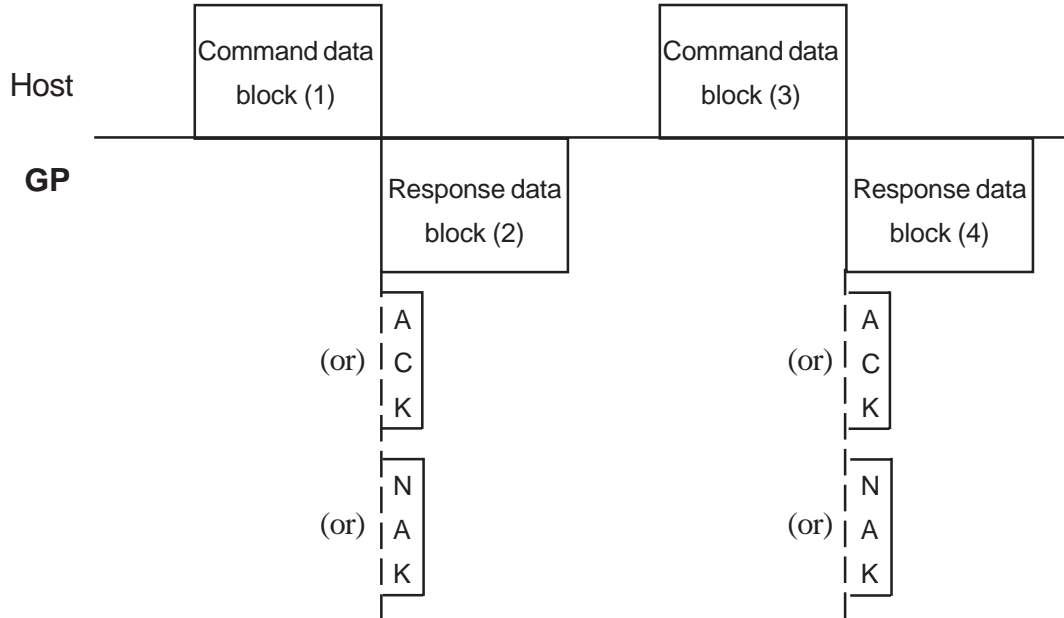 Host
Command data
block (1)
Command data
block (3)
GP
Response data
block (2)
Response data
block (4)
(or)
A
C
K
(or)
A
C
K
(or)
N
A
K
(or)
N
A
K